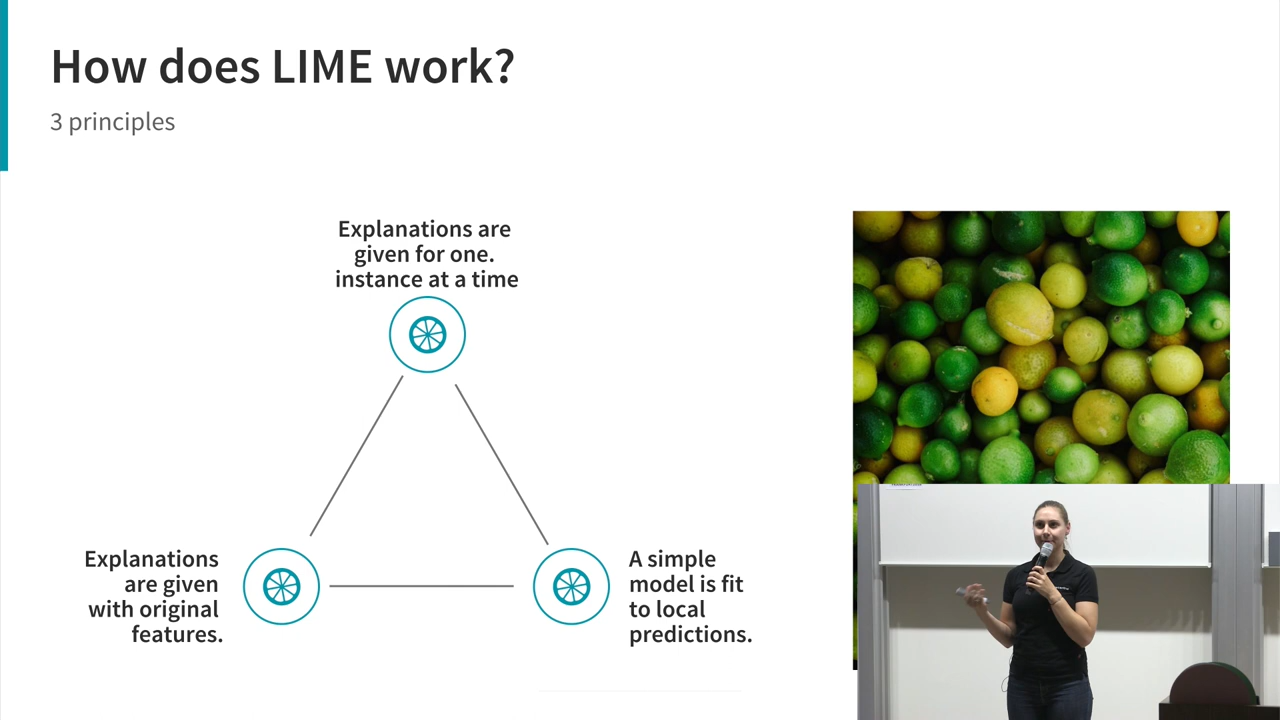 How does LIME work?
3 principles
Explanations are
given for one.
instance at a time
Explanations
are given
with original
features.
A simple
model is fit
to local
predictions.